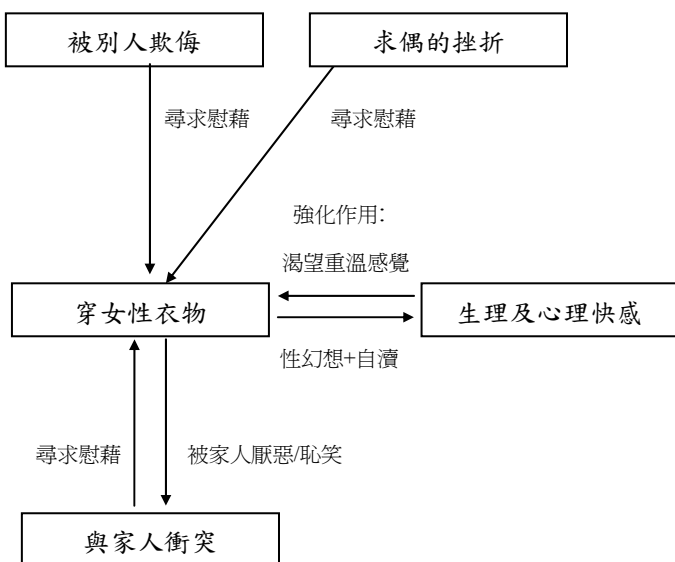 被別人欺侮
求偶的挫折
尋求慰藉
尋求慰藉
強化作用:
渴望重溫感覺
穿女性衣物
生理及心理快感
性幻想+自瀆
尋求慰藉
被家人厭惡/恥笑
與家人衝突